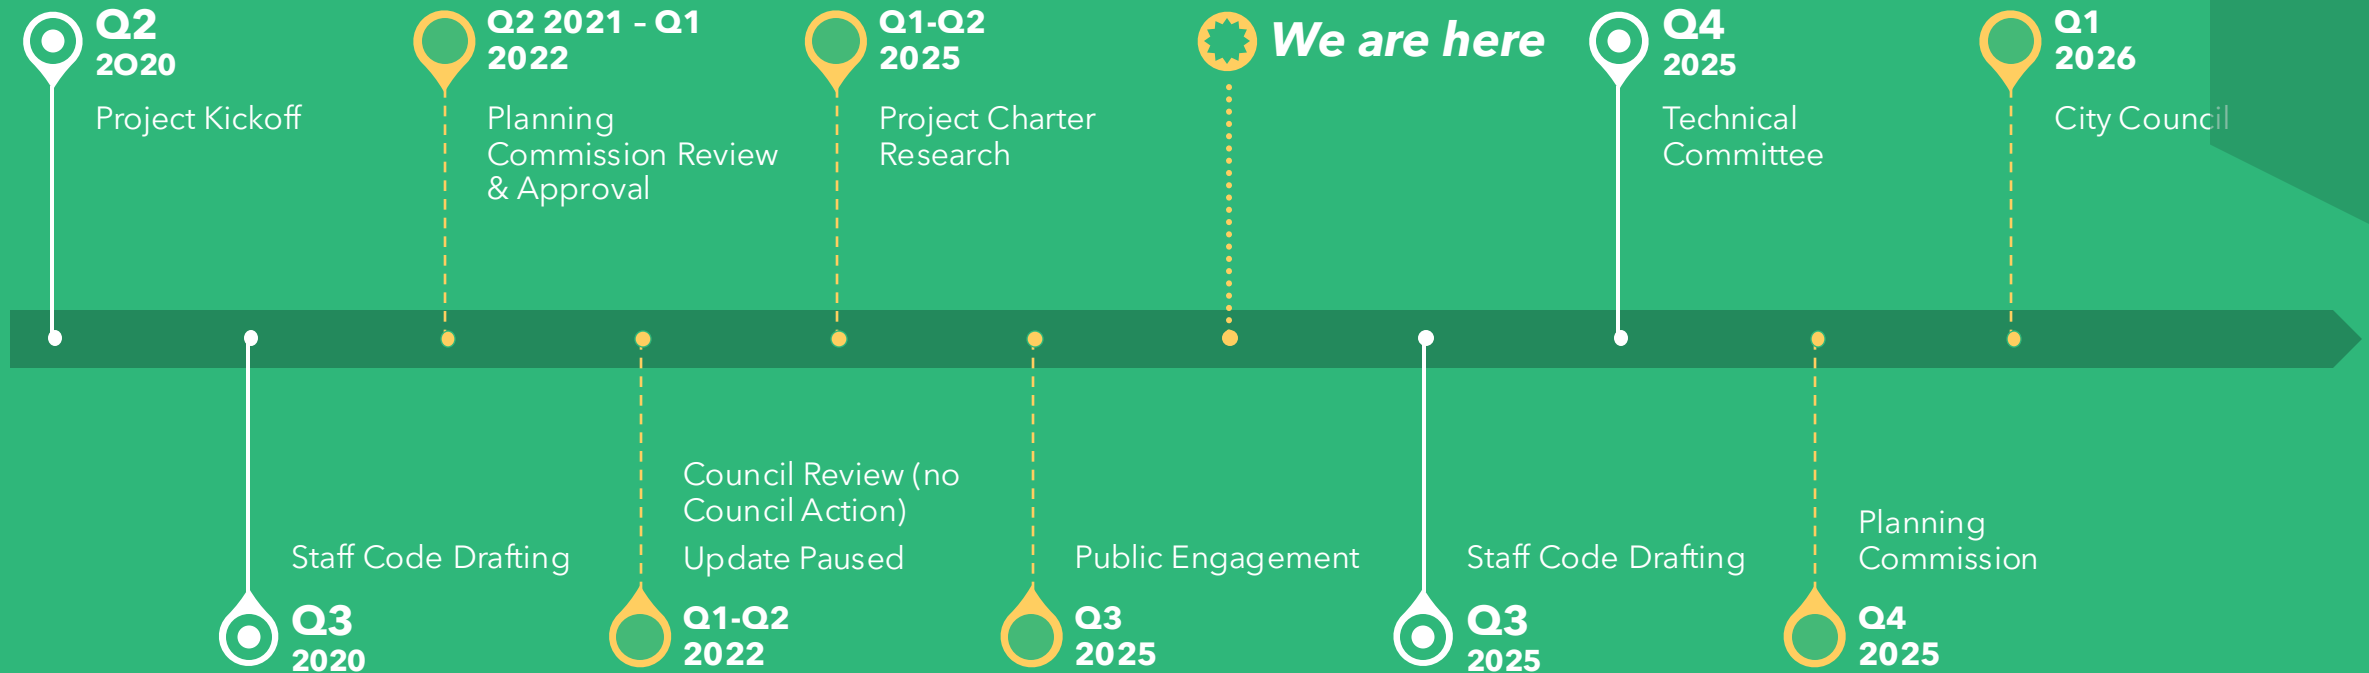 Q2
2020
Project Kickoff
Q2 2021 – Q1
2022
Planning
Commission Review
& Approval
Q1-Q2
2025
Project Charter
Research
We are here
Q4
2025
Technical
Committee
Q1
2026
City Council
Staff Code Drafting
Q3
2020
Council Review (no
Council Action)
Update Paused
Q1-Q2
2022
Public Engagement
Q3
2025
Staff Code Drafting
Q3
2025
Planning
Commission
Q4
2025